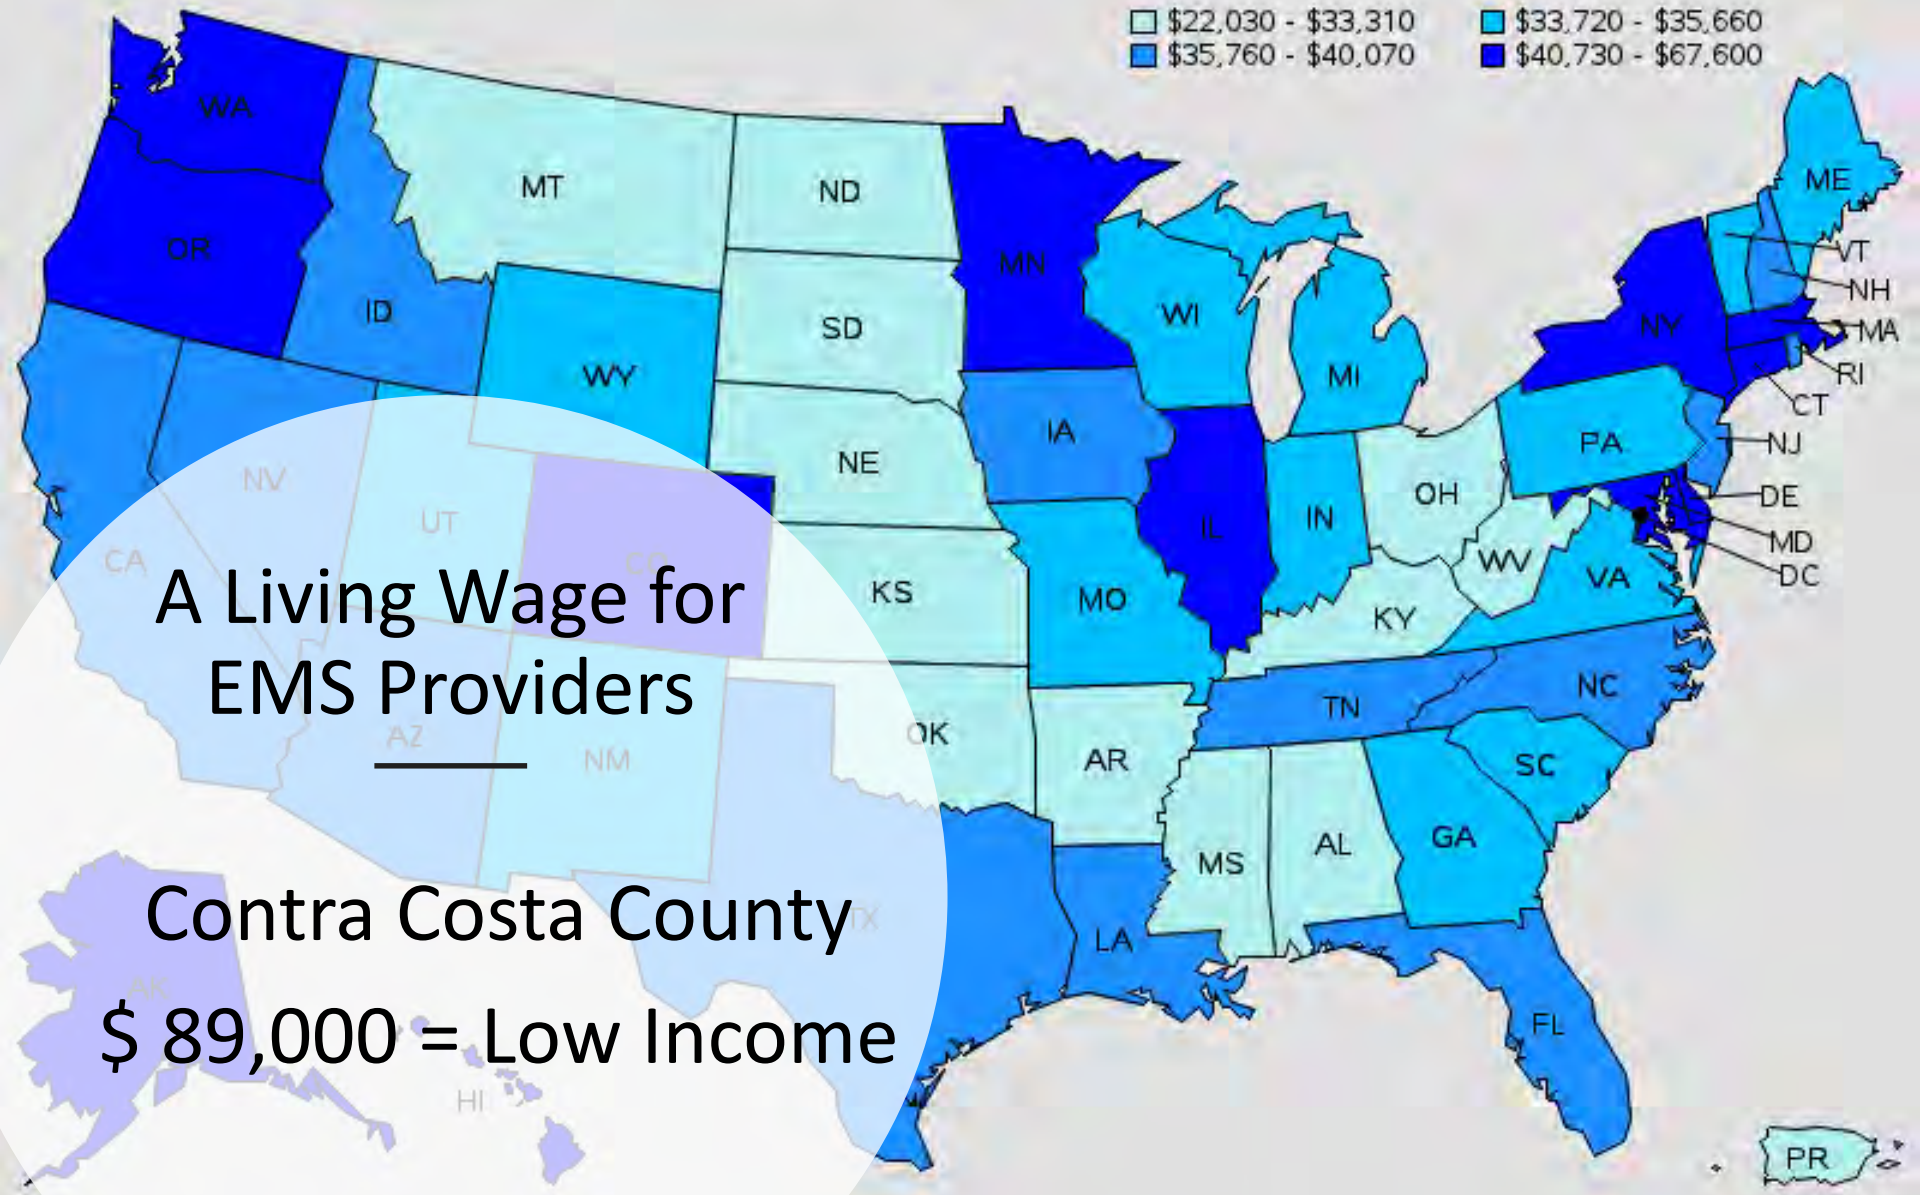 $22,030 - $33,310
$33,720 - $35,660
$35,760 - $40,070
$40,730 - $67,600
WA
MT
ND
ME
OR
MN
VT
NH
ID
SD
WI
NY
MA
WY
MI
RI
CT
IA
NJ
PA
NE
NV
OH
DE
UT
IN
IL
MD
CA
CO
WV
DC
KS
MO
VA
KY
A Living Wage for
EMS Providers
NC
TN
AZ
NM
OK
AR
SC
GA
AL
MS
Contra Costa County
TX
LA
AK
FL
$ 89,000 = Low Income
HI
PR